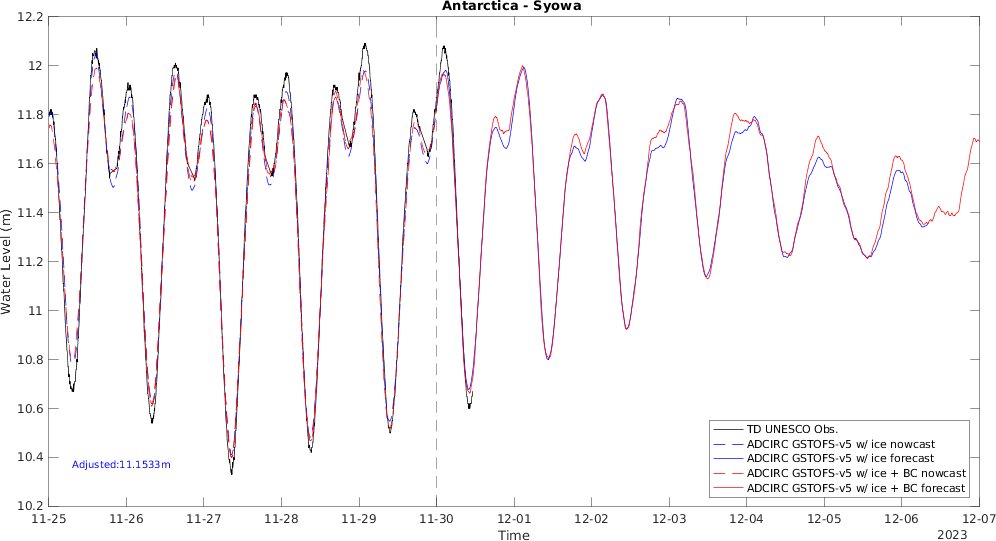 Antarctica - Syowa
12.2
12
11.8
11.6
11.4
11.2
11
10.8
10.6
10.4
10.2
Water Level (m)
Adjusted:11.1533m
TD UNESCO Obs.
ADCIRC GSTOFS-v5 w/ ice nowcast
ADCIRC GSTOFS-v5 w/ ice forecast
ADCIRC GSTOFS-v5 w/ ice + BC nowcast
ADCIRC GSTOFS-v5 w/ ice + BC forecast
11-25 11-26 11-27 11-28 11-29 11-30 12-01 12-02 12-03 12-04 12-05 12-06 12-07
Time
2023